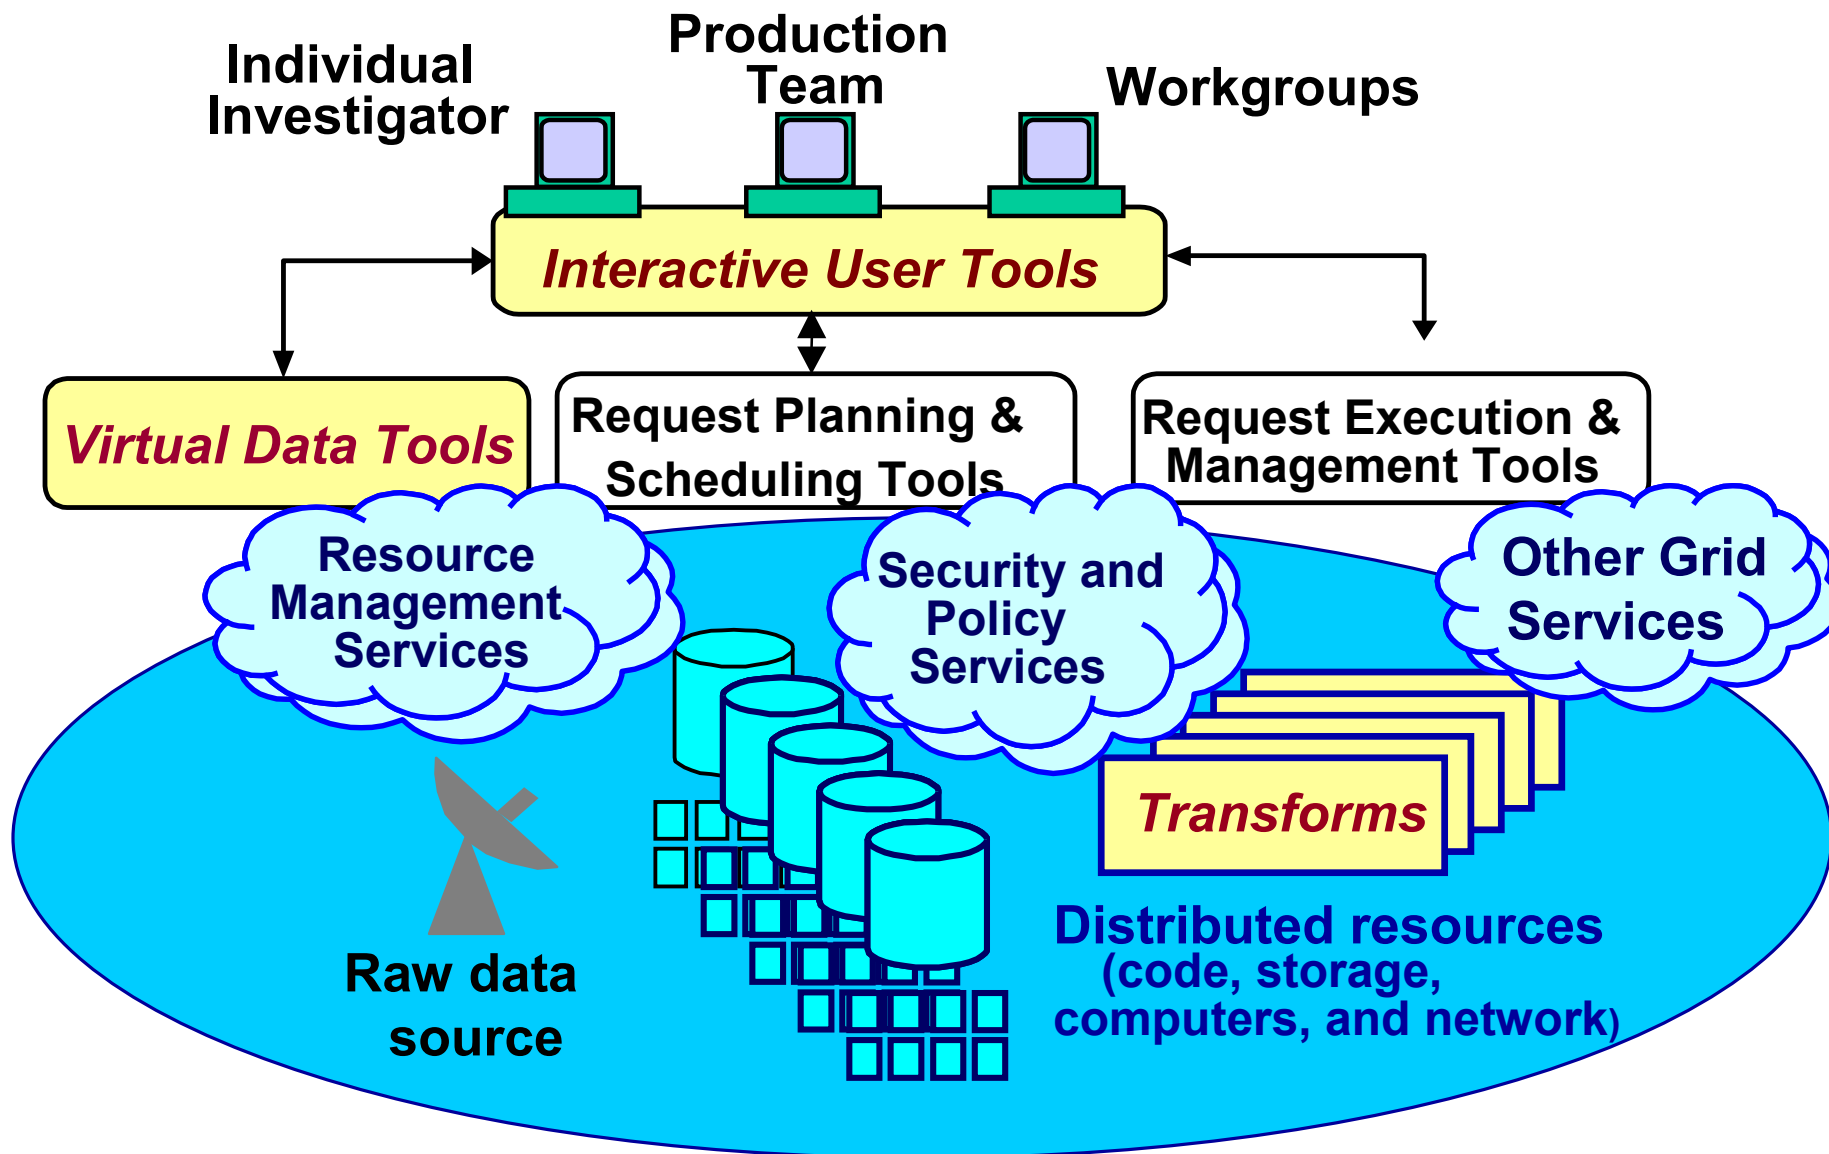 Individual
Investigator
Production
Team
Workgroups
Interactive User Tools
Virtual Data Tools
Request Planning &
Scheduling Tools
Request Execution &
Management Tools
Resource
Management
Services
Security and
Policy
Services
Other Grid
Services
Transforms
Raw data
source
Distributed resources
(code, storage,
computers, and network)